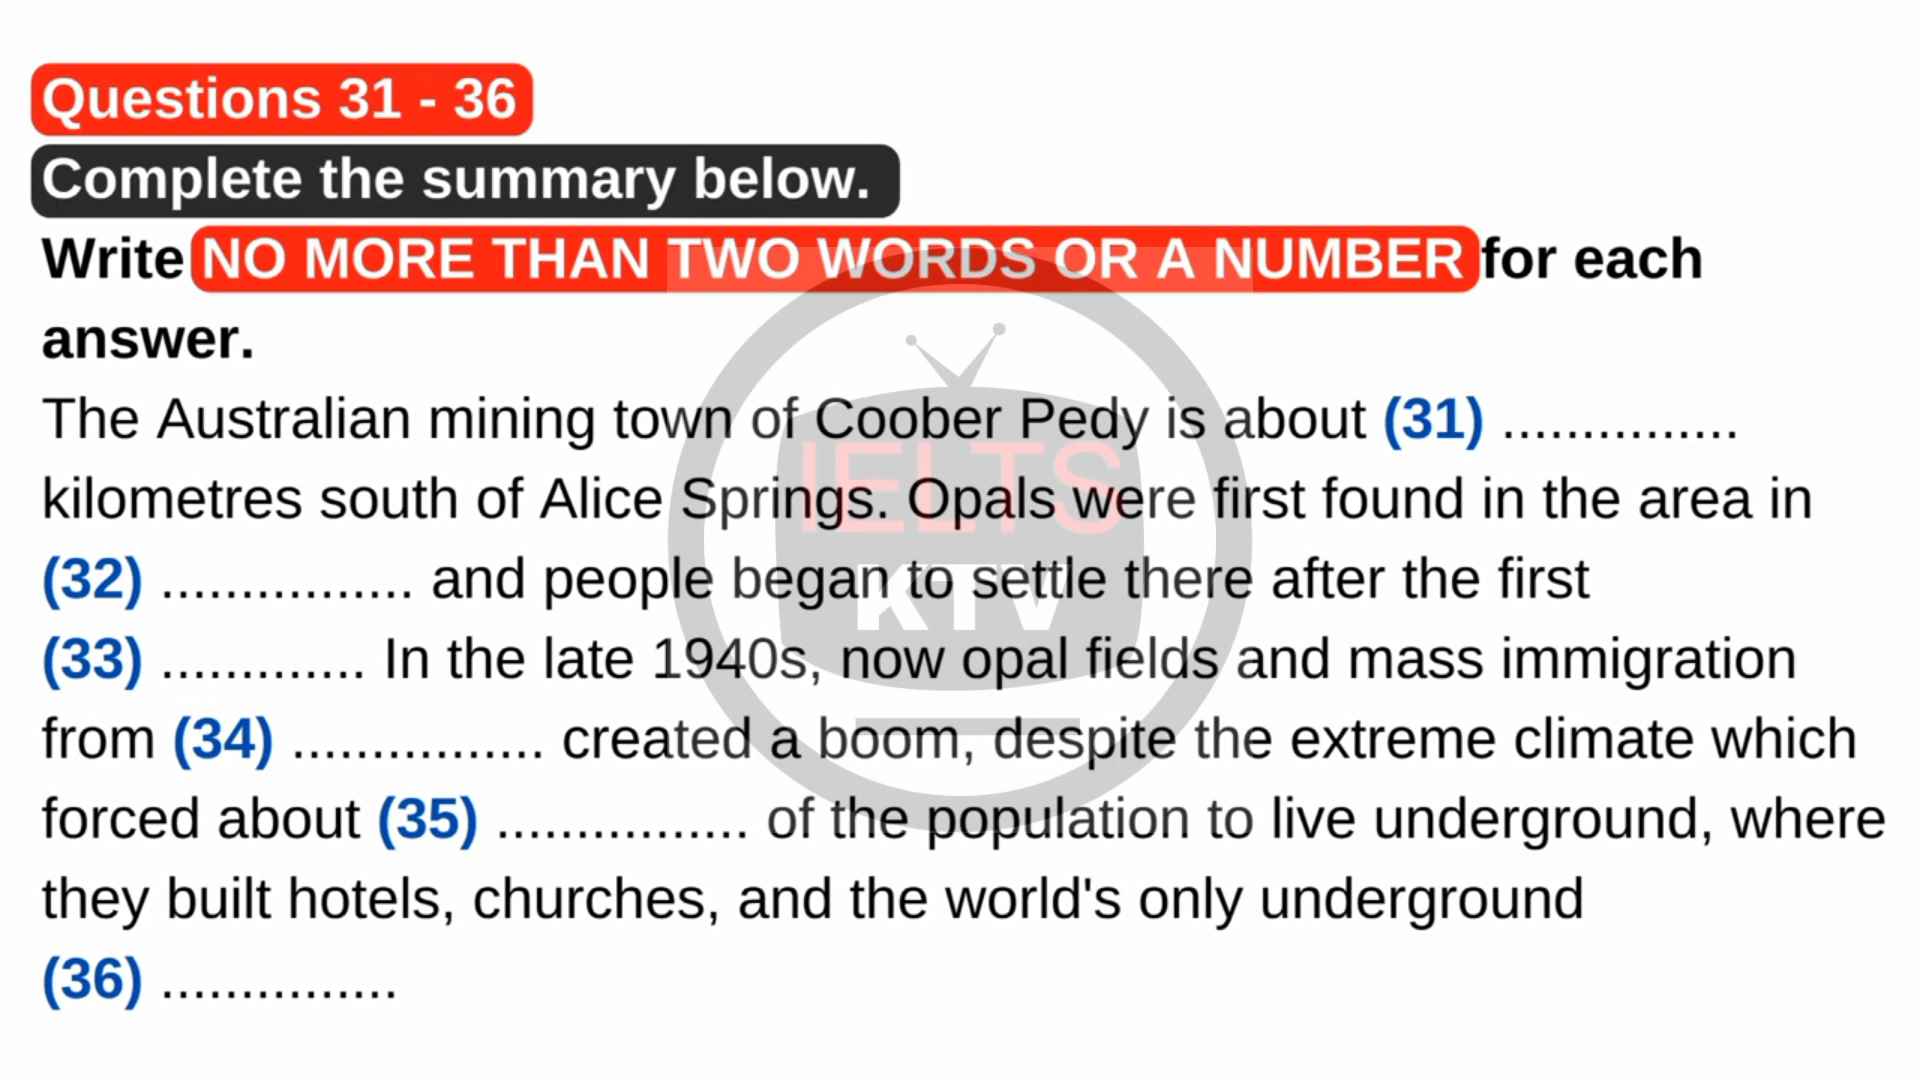 Questions 31 - 36
Complete the summary below.
Write NO MORE THAN TWO WORDS OR A NUMBER for each
answer.
The Australian mining town of Coober Pedy is about (31) ...............
kilometres south of Alice Springs. Opals were first found in the area in
(32) ................ and people began to settle there after the first
(33) ............. In the late 1940s, now opal fields and mass immigration
from (34) ................ created a boom, despite the extreme climate which
forced about (35) ................ of the population to live underground, where
they built hotels, churches, and the world's only underground
(36) ...............
IELTS
KTV